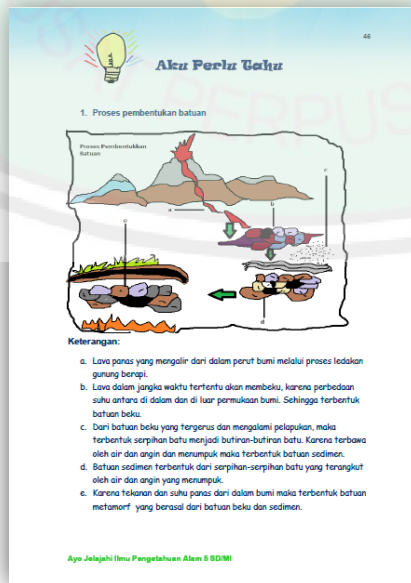 46
Aku Perlu Tahu
1. Proses pembentukan batuan
Proses Pembentukkan
Batuan
a
b
c
d
Keterangan:
a. Lava panas yang mengalir dari dalam perut bumi melalui proses ledakan
gunung berapi.
b. Lava dalam jangka waktu tertentu akan membeku, karena perbedaan
suhu antara di dalam dan di luar permukaan bumi. Sehingga terbentuk
batuan beku.
c. Dari batuan beku yang tergerus dan mengalami pelapukan, maka
terbentuk serpihan batu menjadi butiran-butiran batu. Karena terbawa
oleh air dan angin dan menumpuk maka terbentuk batuan sedimen.
d. Batuan sedimen terbentuk dari serpihan-serpihan batu yang terangkut
oleh air dan angin yang menumpuk.
e. Karena tekanan dan suhu panas dari dalam bumi maka terbentuk batuan
metamorf yang berasal dari batuan beku dan sedimen.
Ayo Jelajahi Ilmu Pengetahuan Alam 5 SD/MI